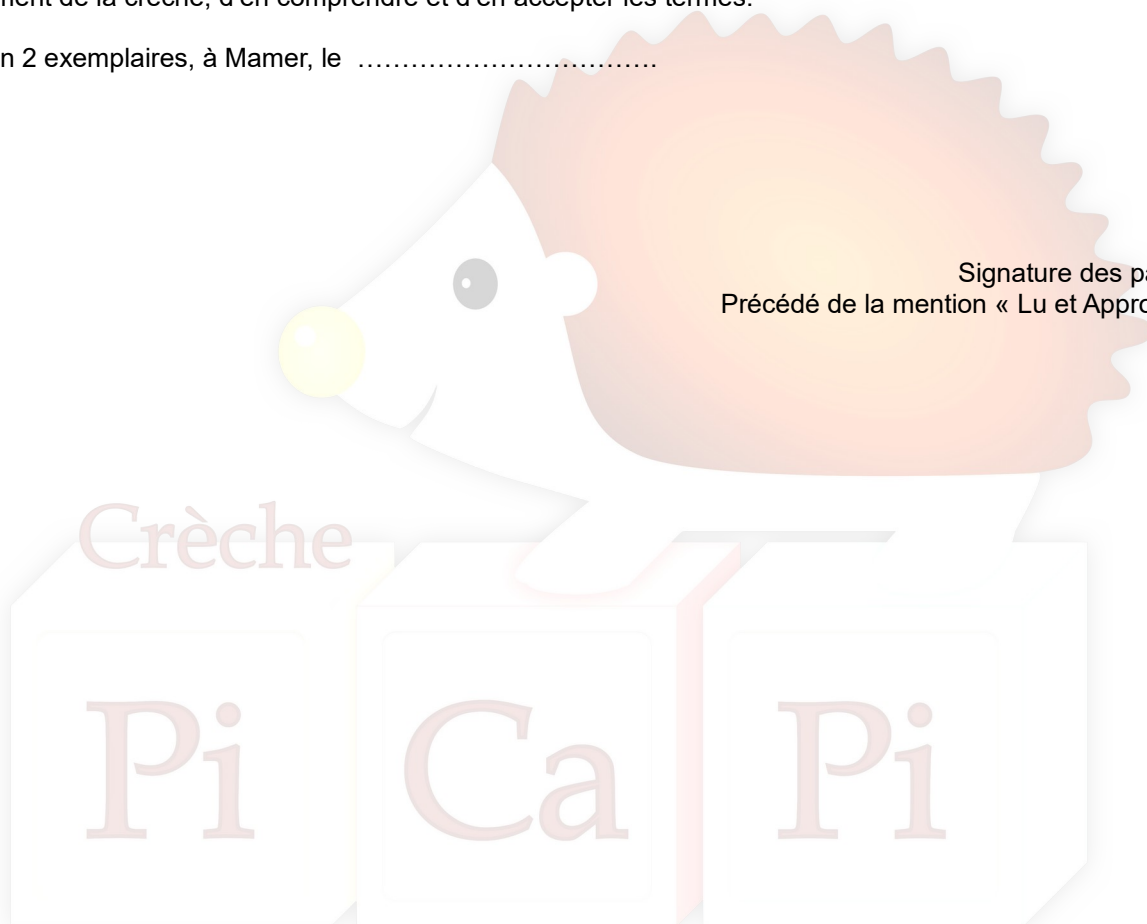 ment de la crèche, d'en comprendre et d'en accepter les termes.
n 2 exemplaires, à Mamer, le ……………………………
Signature des pa
Précédé de la mention « Lu et Appro
Crèche
Pi Ca Pi